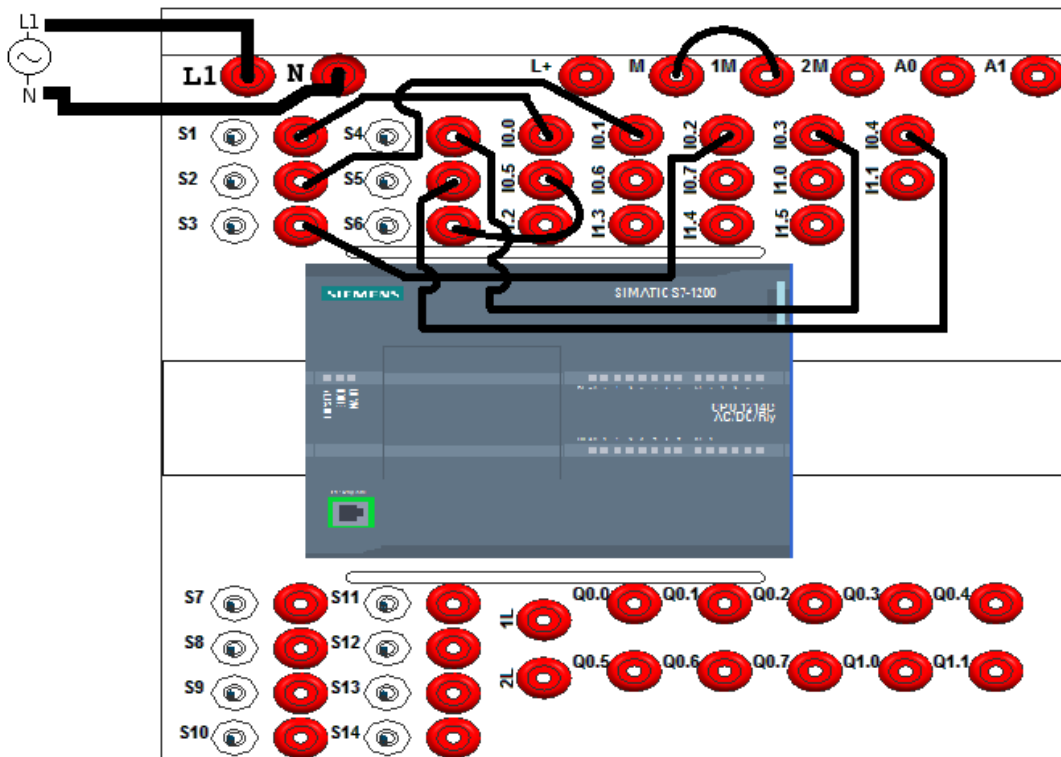 L1
N
L1 N L+ M 1M 2M A0 A1
S1 S4 I0.0 I0.1 I0.2 I0.3 I0.4
S2 S5 I0.5 I0.6 I0.7 I1.0 I1.1
S3 S6 I1.3 I1.4 I1.5
SIEMENS SIMATIC S7-1200
CPU 1214C
AC/DC/Rly
S7 S11 1L Q0.0 Q0.1 Q0.2 Q0.3 Q0.4
S8 S12
S9 S13 2L Q0.5 Q0.6 Q0.7 Q1.0 Q1.1
S10 S14